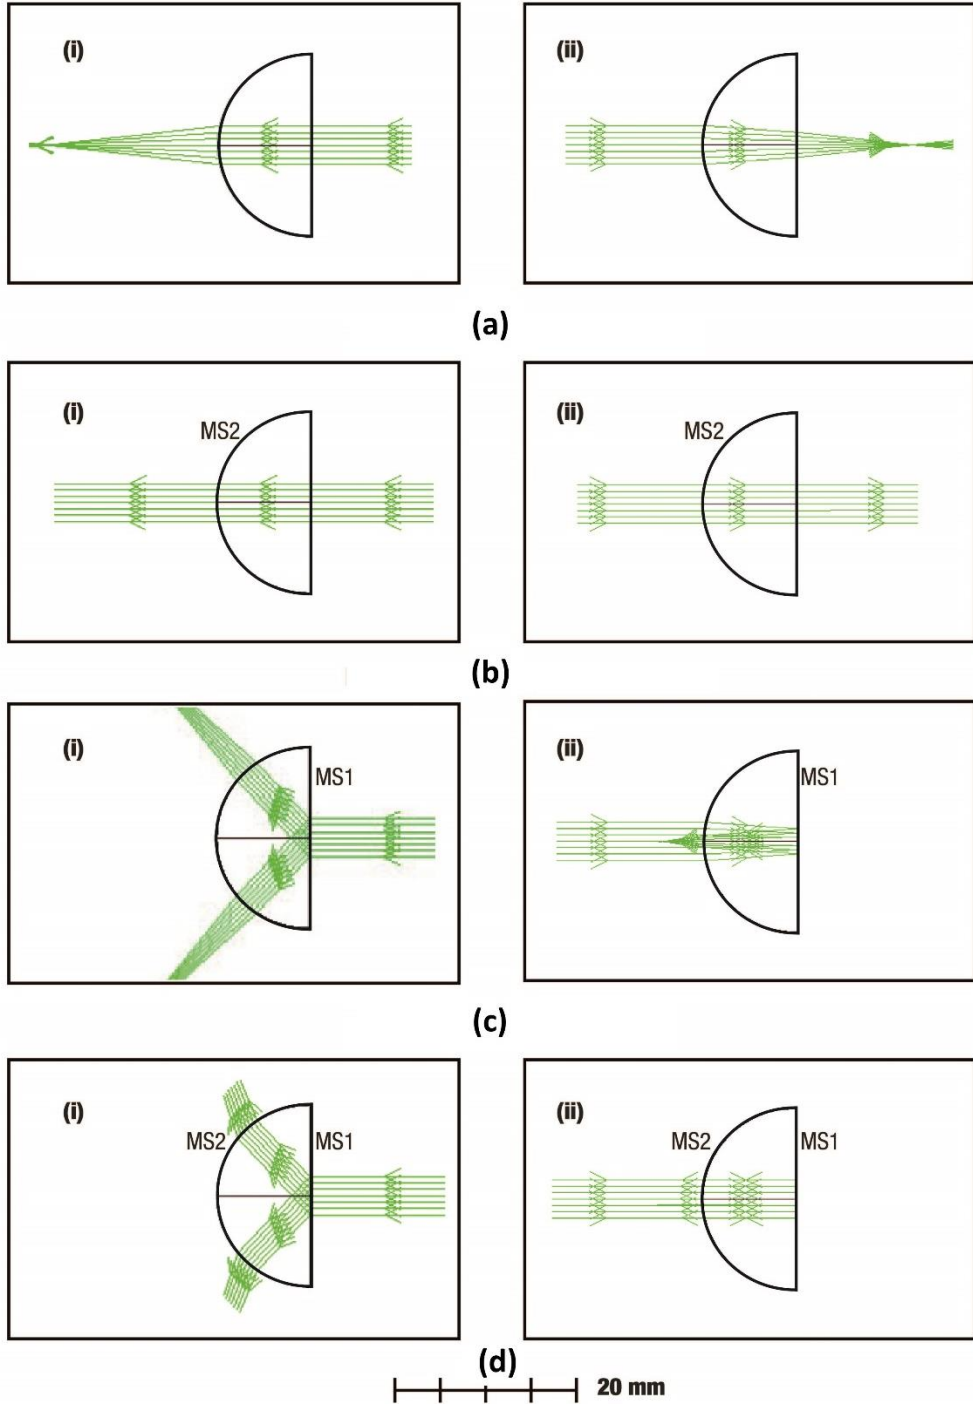 (i) (ii)
(a)
(i) (ii)
MS2 MS2
(b)
(i) (ii)
MS1 MS1
(c)
(i) (ii)
MS2 MS1 MS2 MS1
(d)
20 mm